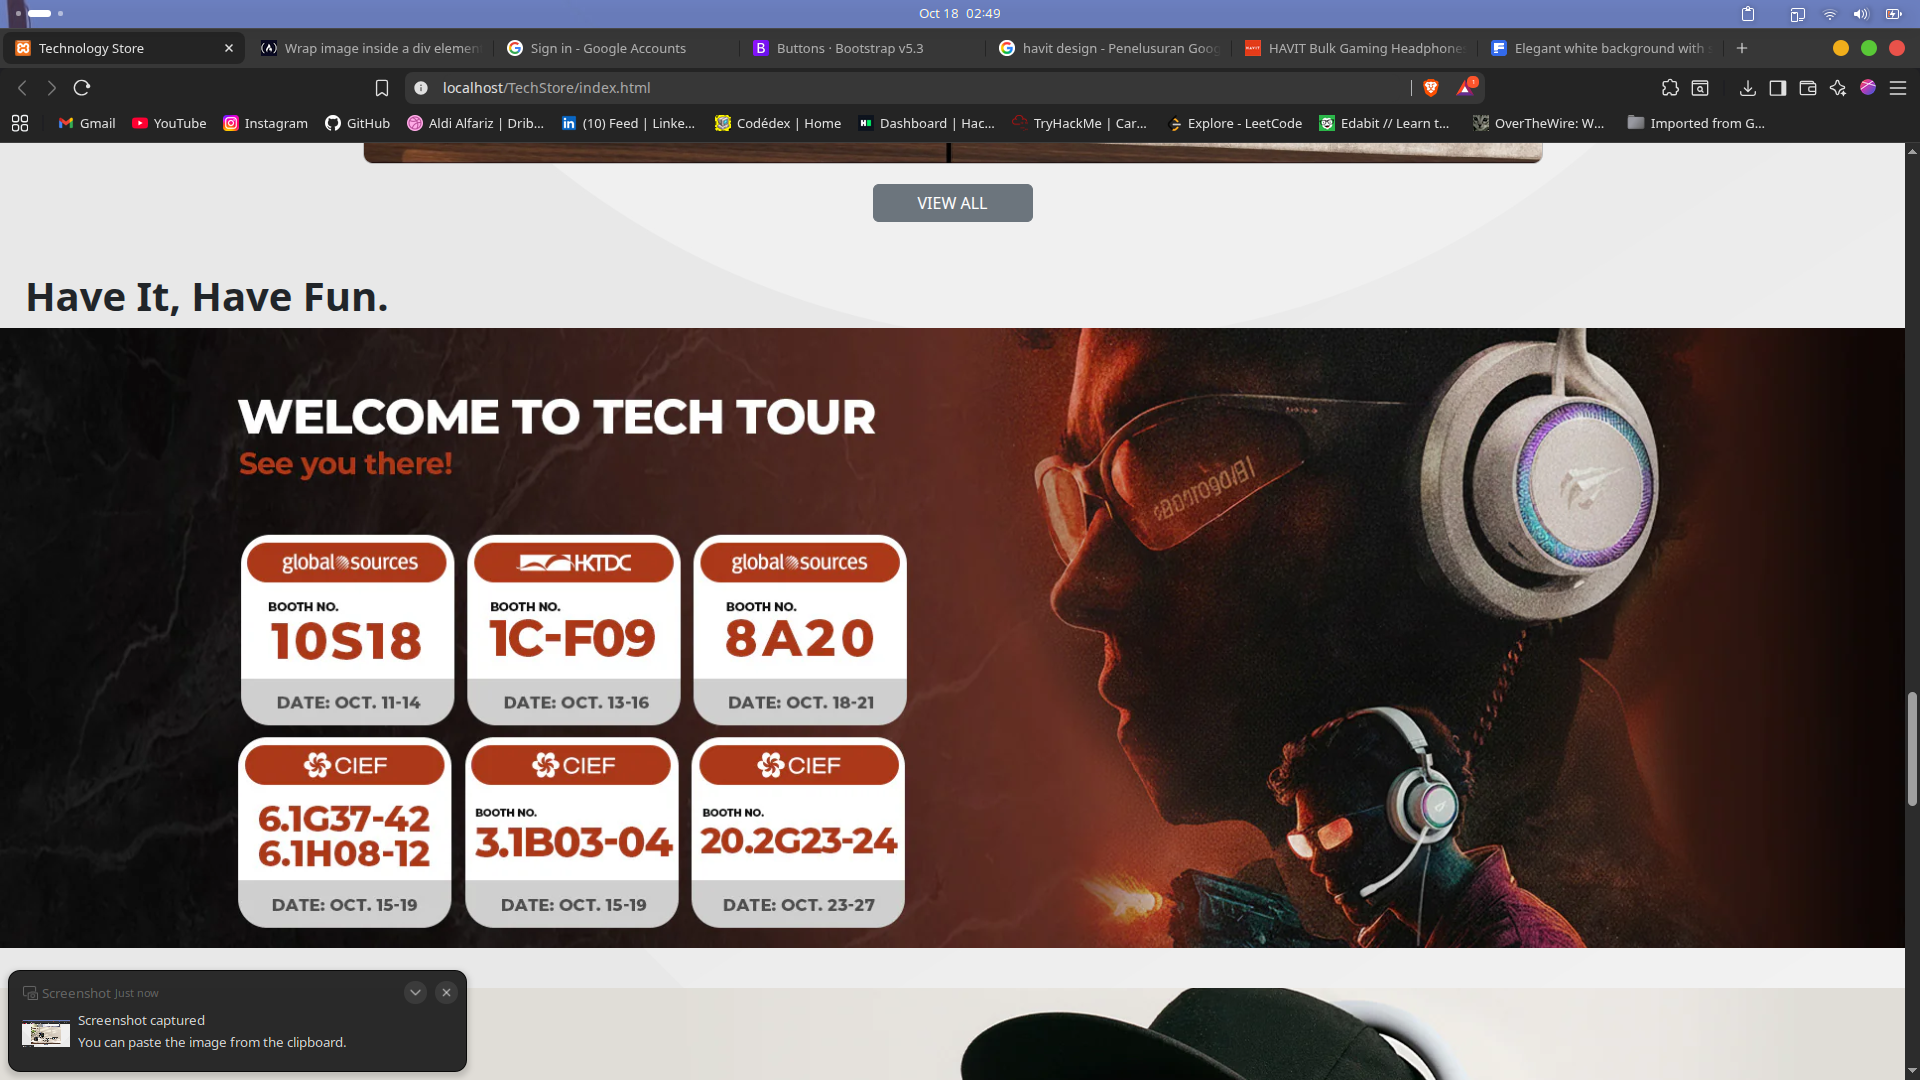 Oct 18 02:49
Technology Store
Wrap image inside a div elemen
Sign in - Google Accounts
Buttons · Bootstrap v5.3
havit design - Penelusuran Goog
HAVIT Bulk Gaming Headphone
Elegant white background with
localhost/TechStore/index.html
1
Gmail
YouTube
Instagram
GitHub
Aldi Alfariz | Drib...
(10) Feed | Linke...
Codédex | Home
Dashboard | Hac...
TryHackMe | Car...
Explore - LeetCode
Edabit // Learn t...
OverTheWire: W...
Imported from G...
VIEW ALL
Have It, Have Fun.
WELCOME TO TECH TOUR
See you there!
global sources
BOOTH NO.
10S18
DATE: OCT. 11-14
HKTDC
BOOTH NO.
1C-F09
DATE: OCT. 13-16
global sources
BOOTH NO.
8A20
DATE: OCT. 18-21
CIEF
6.1G37-42
6.1H08-12
DATE: OCT. 15-19
CIEF
BOOTH NO.
3.1B03-04
DATE: OCT. 15-19
CIEF
BOOTH NO.
20.2G23-24
DATE: OCT. 23-27
Screenshot Just now
Screenshot captured
You can paste the image from the clipboard.